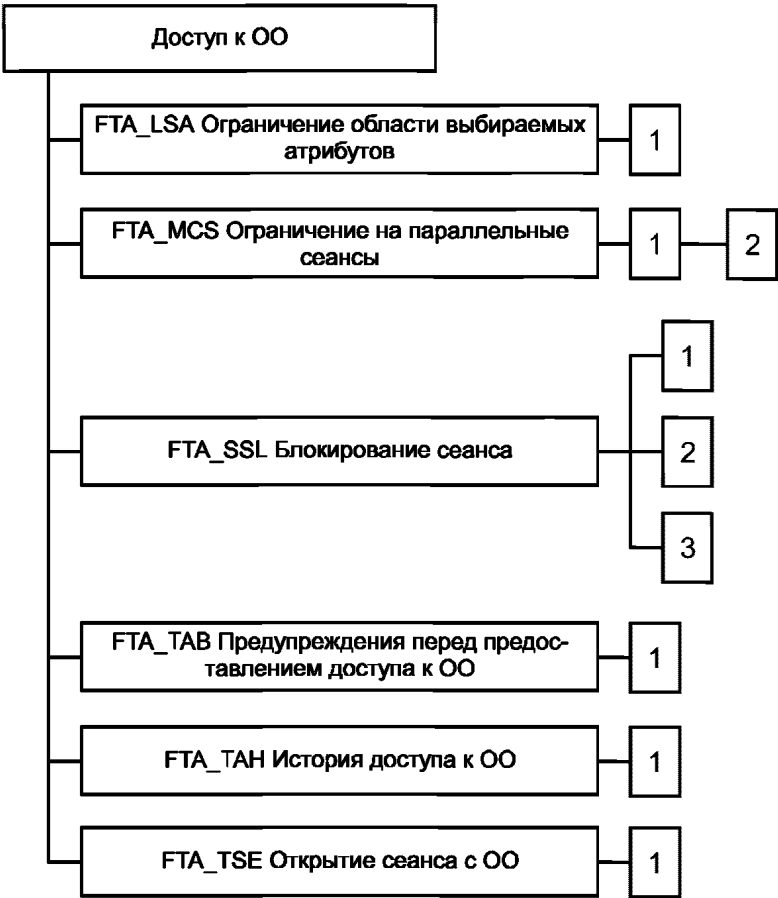 Доступ к ОО
FTA_LSA Ограничение области выбираемых
атрибутов
1
FTA_MCS Ограничение на параллельные
сеансы
1
2
FTA_SSL Блокирование сеанса
1
2
3
FTA_TAB Предупреждения перед предос-
тавлением доступа к ОО
1
FTA_TAH История доступа к ОО
1
FTA_TSE Открытие сеанса с ОО
1